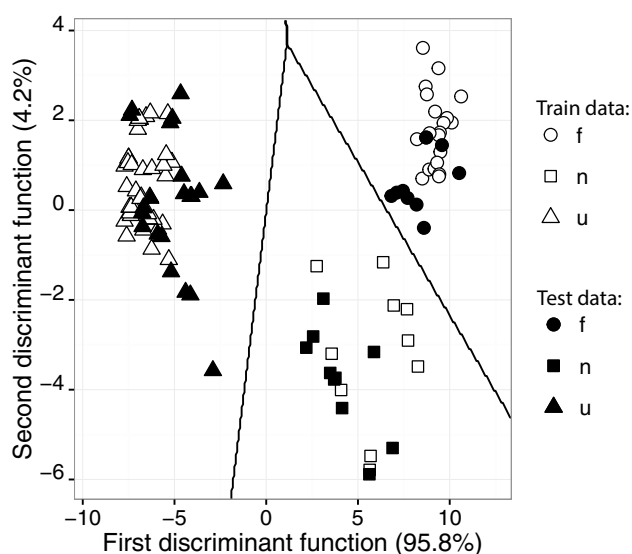 4
2
0
−2
−4
−6
−10
−5
0
5
10
Second discriminant function (4.2%)
First discriminant function (95.8%)
Train data:
f
n
u
Test data:
f
n
u